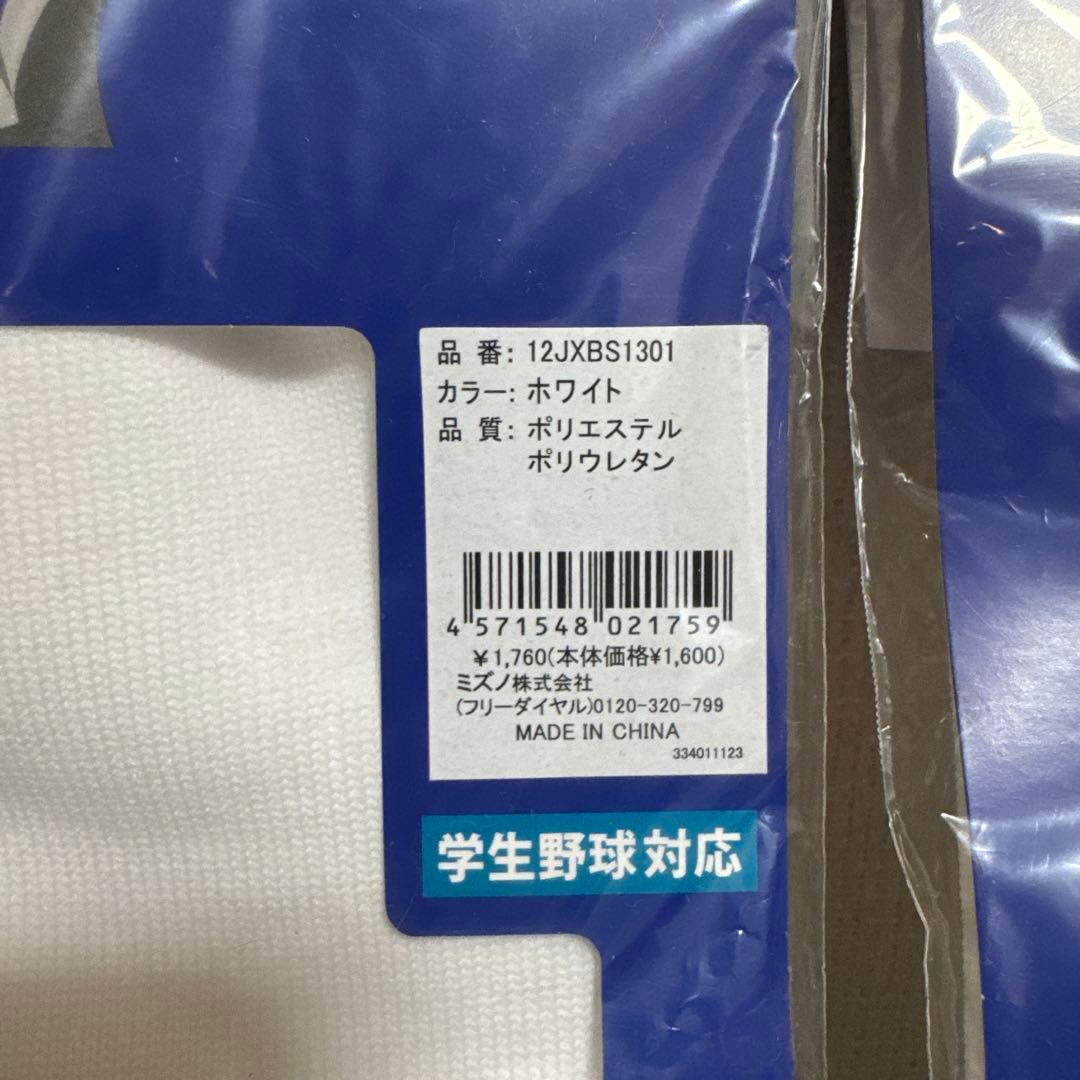 品 番: 12JXBS1301
カラー: ホワイト
品 質: ポリエステル
ポリウレタン
4 571548 021759
¥1,760(本体価格¥1,600)
ミズノ株式会社
(フリーダイヤル)0120-320-799
MADE IN CHINA
334011123
学生野球対応